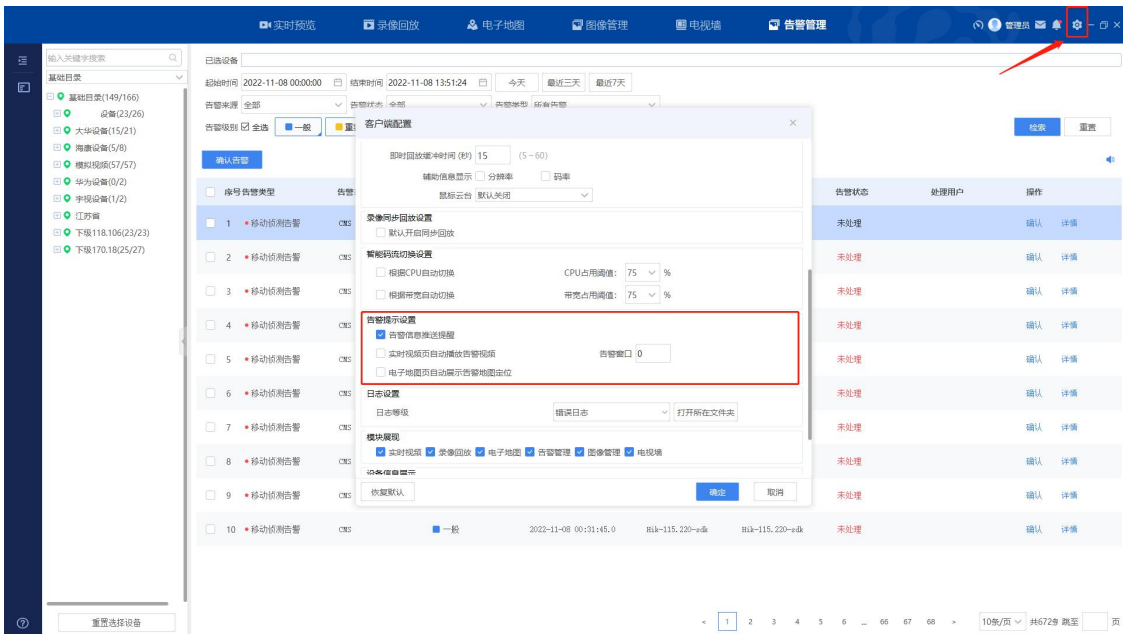 实时预览 录像回放 电子地图 图像管理 电视墙 告警管理 管理员
输入关键字搜索
基础目录
基础目录(149/166)
设备(23/26)
大华设备(15/21)
海康设备(5/8)
模拟视频(57/57)
华为设备(0/2)
宇视设备(1/2)
江苏省
下级118.106(23/23)
下级170.18(25/27)
重置选择设备
已选设备
起始时间 2022-11-08 00:00:00 结束时间 2022-11-08 13:51:24 今天 最近三天 最近7天
告警来源 全部 告警状态 全部 告警类型 所有告警
告警级别 全选 一般 重 检索 重置
确认告警
序号 告警类型 告警 告警状态 处理用户 操作
1 移动侦测告警 CMS 未处理 确认 详情
2 移动侦测告警 CMS 未处理 确认 详情
3 移动侦测告警 CMS 未处理 确认 详情
4 移动侦测告警 CMS 未处理 确认 详情
5 移动侦测告警 CMS 未处理 确认 详情
6 移动侦测告警 CMS 未处理 确认 详情
7 移动侦测告警 CMS 未处理 确认 详情
8 移动侦测告警 CMS 未处理 确认 详情
9 移动侦测告警 CMS 未处理 确认 详情
10 移动侦测告警 CMS 一般 2022-11-08 00:31:45.0 Hik-115.220-sdk Hik-115.220-sdk 未处理 确认 详情
< 1 2 3 4 5 6 … 66 67 68 > 10条/页 共672条 跳至 页
客户端配置
即时回放缓冲时间 (秒) 15 (5~60)
辅助信息显示 分辨率 码率
鼠标云台 默认关闭
录像同步回放设置
默认开启同步回放
智能码流切换设置
根据CPU自动切换 CPU占用阈值: 75 %
根据带宽自动切换 带宽占用阈值: 75 %
告警提示设置
告警信息推送提醒
实时视频页自动播放告警视频 告警窗口 0
电子地图页自动展示告警地图定位
日志设置
日志等级 错误日志 打开所在文件夹
模块展现
实时视频 录像回放 电子地图 告警管理 图像管理 电视墙
设备信息展示
恢复默认 确定 取消